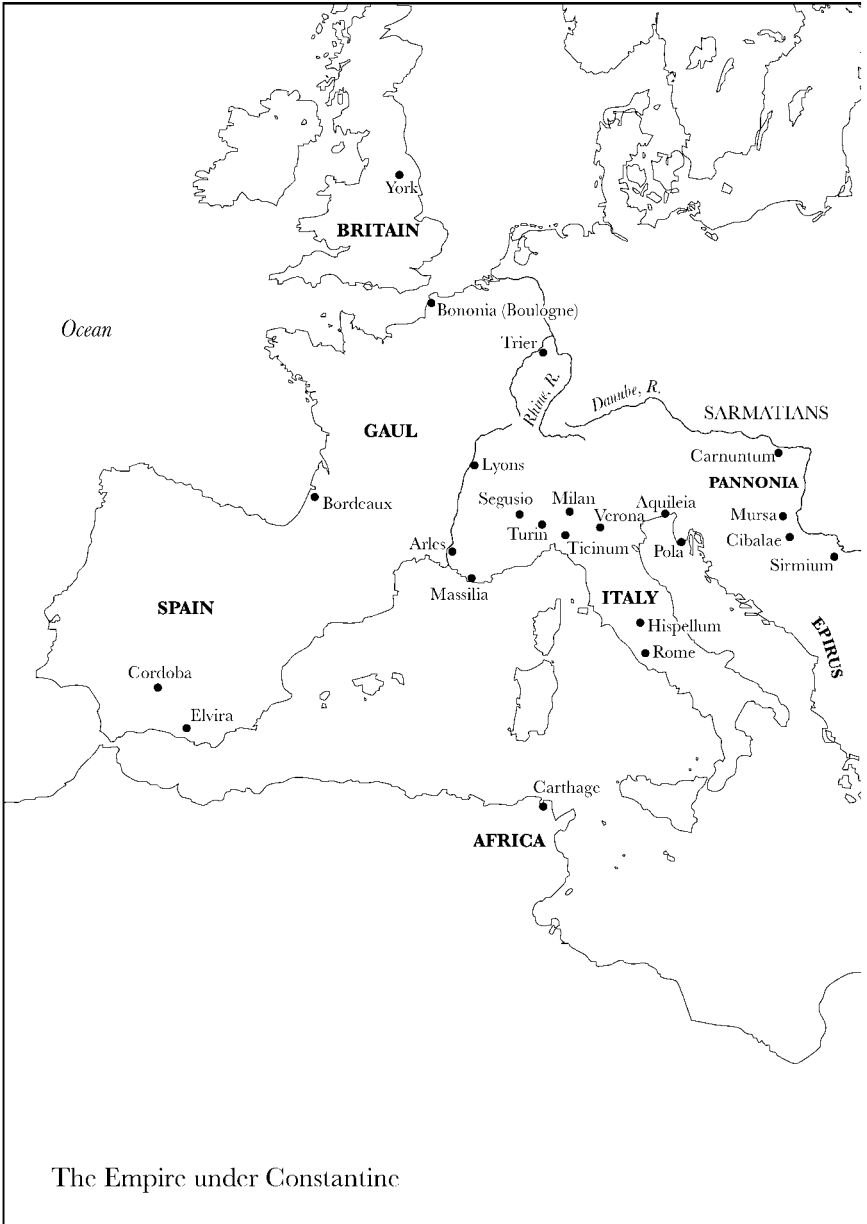 York
BRITAIN
Bononia (Boulogne)
Ocean
Trier
Rhine, R.
Danube, R.
SARMATIANS
GAUL
Carnuntum
Lyons
PANNONIA
Segusio
Milan
Aquileia
Bordeaux
Verona
Mursa
Turin
Cibalae
Arles
Ticinum
Pola
Sirmium
Massilia
ITALY
SPAIN
Hispellum
EPIRUS
Rome
Cordoba
Elvira
Carthage
AFRICA
The Empire under Constantine